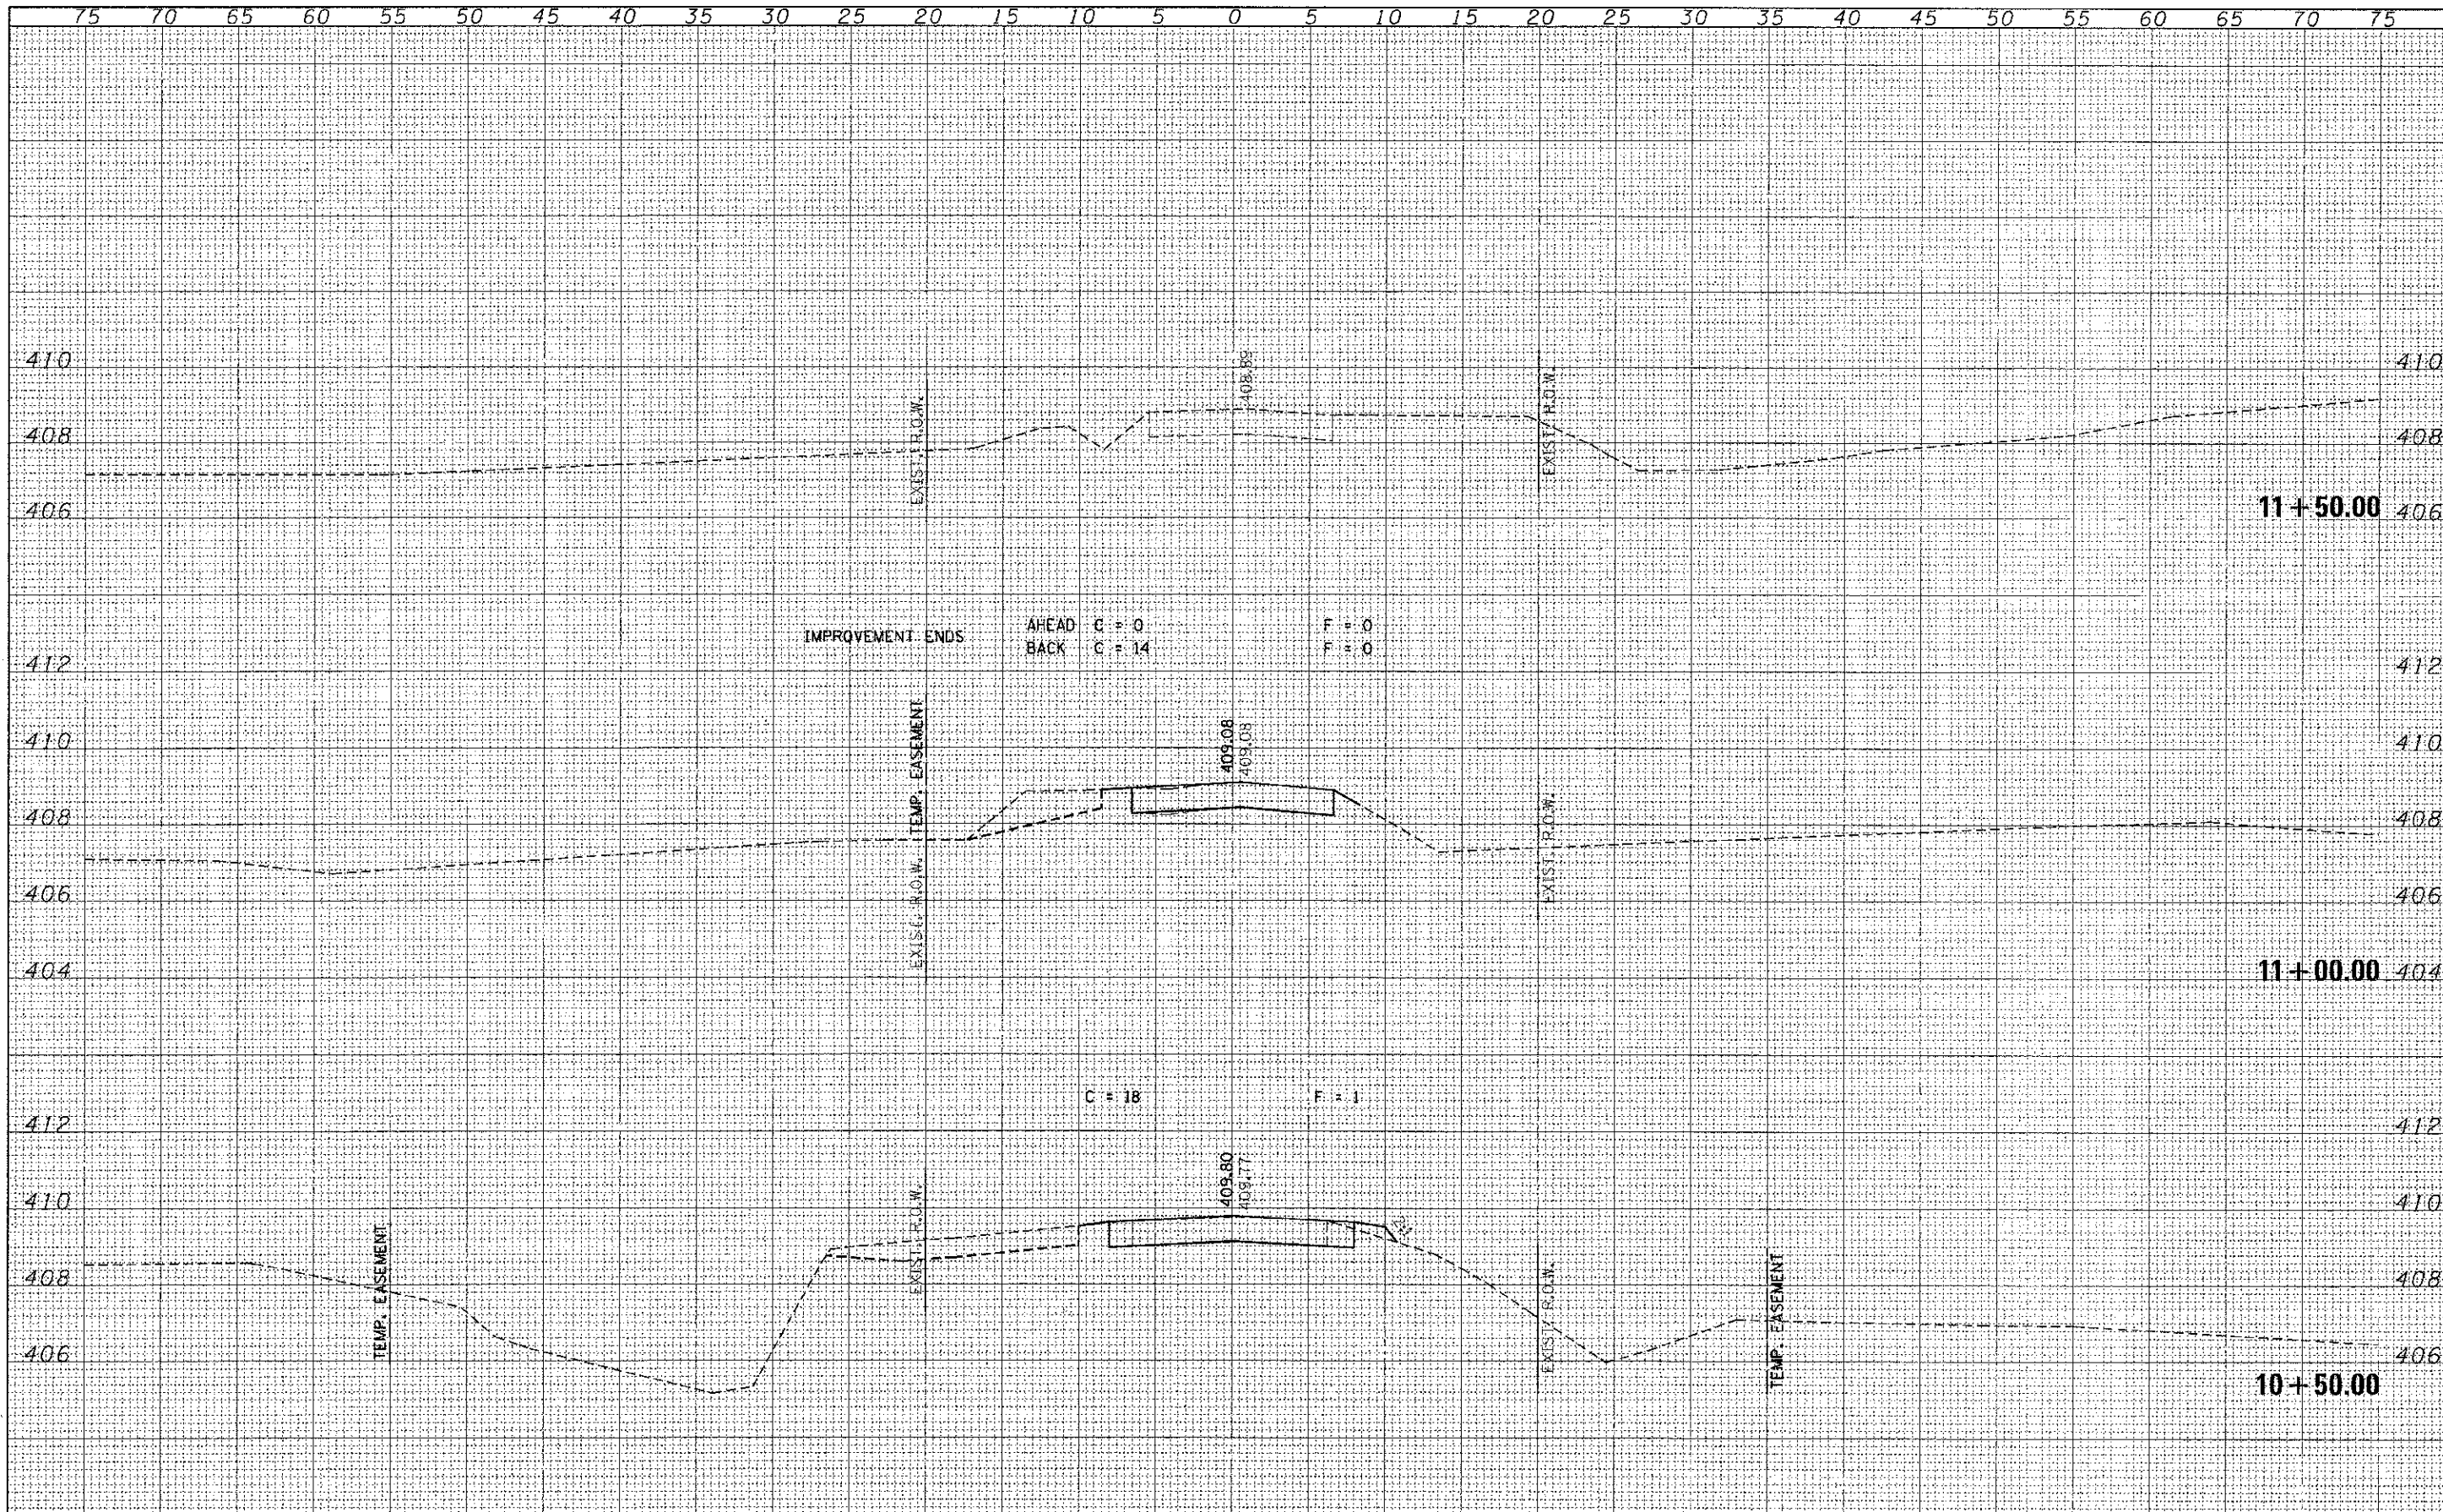 75 70 65 60 55 50 45 40 35 30 25 20 15 10 5 0 5 10 15 20 25 30 35 40 45 50 55 60 65 70 75
410 410
408.89
EXIST. R.O.W.
EXIST. R.O.W.
408 408
406 11+50.00 406
IMPROVEMENT ENDS
AHEAD C = 0 F = 0
BACK C = 14 F = 0
412 412
TEMP. EASEMENT
409.08
409.08
410 410
408 408
EXIST. R.O.W.
EXIST. R.O.W.
406 406
404 11+00.00 404
C = 18 F = 1
412 412
409.80
409.77
410 410
EXIST. R.O.W.
TEMP. EASEMENT
EXIST. R.O.W.
TEMP. EASEMENT
408 408
406 406
10+50.00